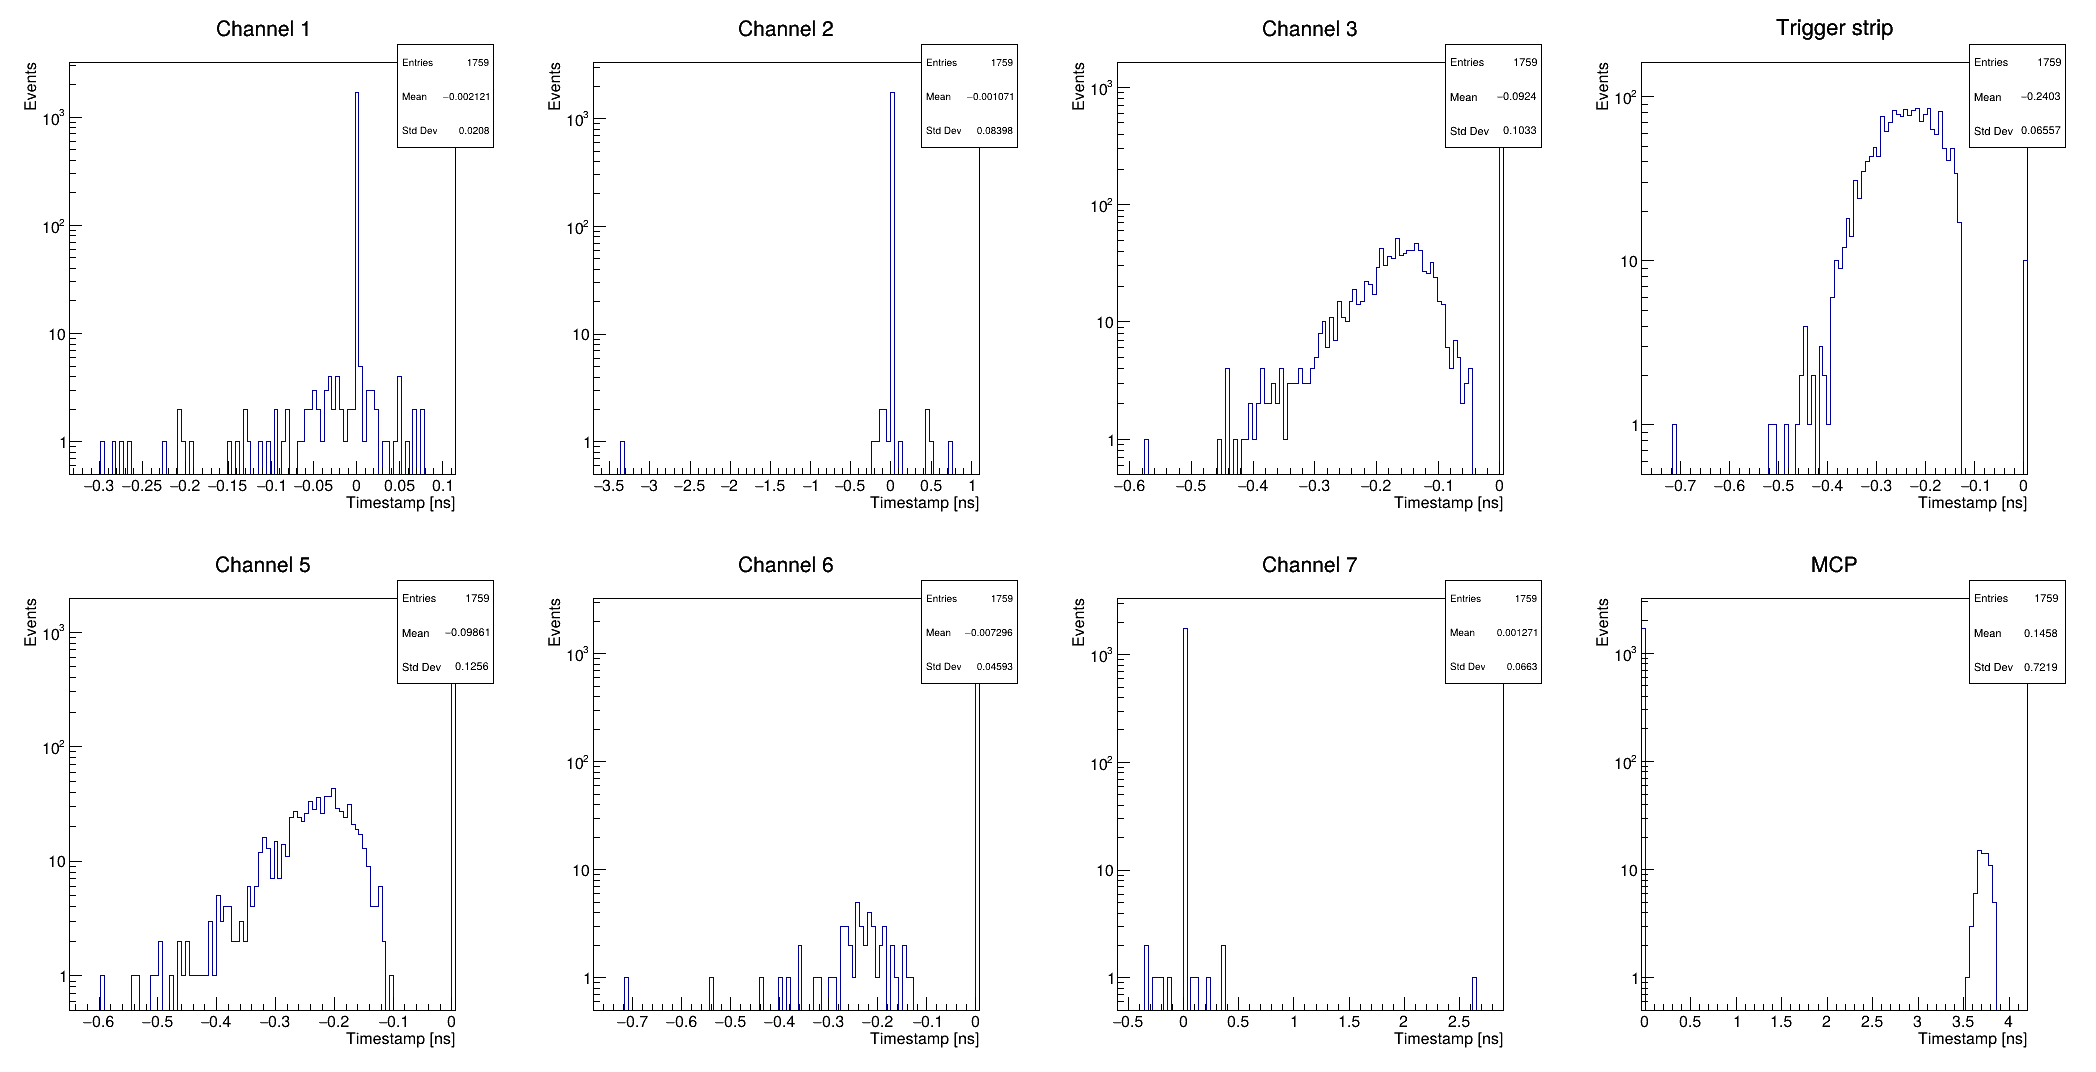 Channel 1
Events
Entries 1759
Mean −0.002121
Std Dev 0.0208
10³
10²
10
1
−0.3 −0.25 −0.2 −0.15 −0.1 −0.05 0 0.05 0.1
Timestamp [ns]
Channel 2
Events
Entries 1759
Mean −0.001071
Std Dev 0.08398
10³
10²
10
1
−3.5 −3 −2.5 −2 −1.5 −1 −0.5 0 0.5 1
Timestamp [ns]
Channel 3
Events
Entries 1759
Mean −0.0924
Std Dev 0.1033
10³
10²
10
1
−0.6 −0.5 −0.4 −0.3 −0.2 −0.1 0
Timestamp [ns]
Trigger strip
Events
Entries 1759
Mean −0.2403
Std Dev 0.06557
10²
10
1
−0.7 −0.6 −0.5 −0.4 −0.3 −0.2 −0.1 0
Timestamp [ns]
Channel 5
Events
Entries 1759
Mean −0.09861
Std Dev 0.1256
10³
10²
10
1
−0.6 −0.5 −0.4 −0.3 −0.2 −0.1 0
Timestamp [ns]
Channel 6
Events
Entries 1759
Mean −0.007296
Std Dev 0.04593
10³
10²
10
1
−0.7 −0.6 −0.5 −0.4 −0.3 −0.2 −0.1 0
Timestamp [ns]
Channel 7
Events
Entries 1759
Mean 0.001271
Std Dev 0.0663
10³
10²
10
1
−0.5 0 0.5 1 1.5 2 2.5
Timestamp [ns]
MCP
Events
Entries 1759
Mean 0.1458
Std Dev 0.7219
10³
10²
10
1
0 0.5 1 1.5 2 2.5 3 3.5 4
Timestamp [ns]